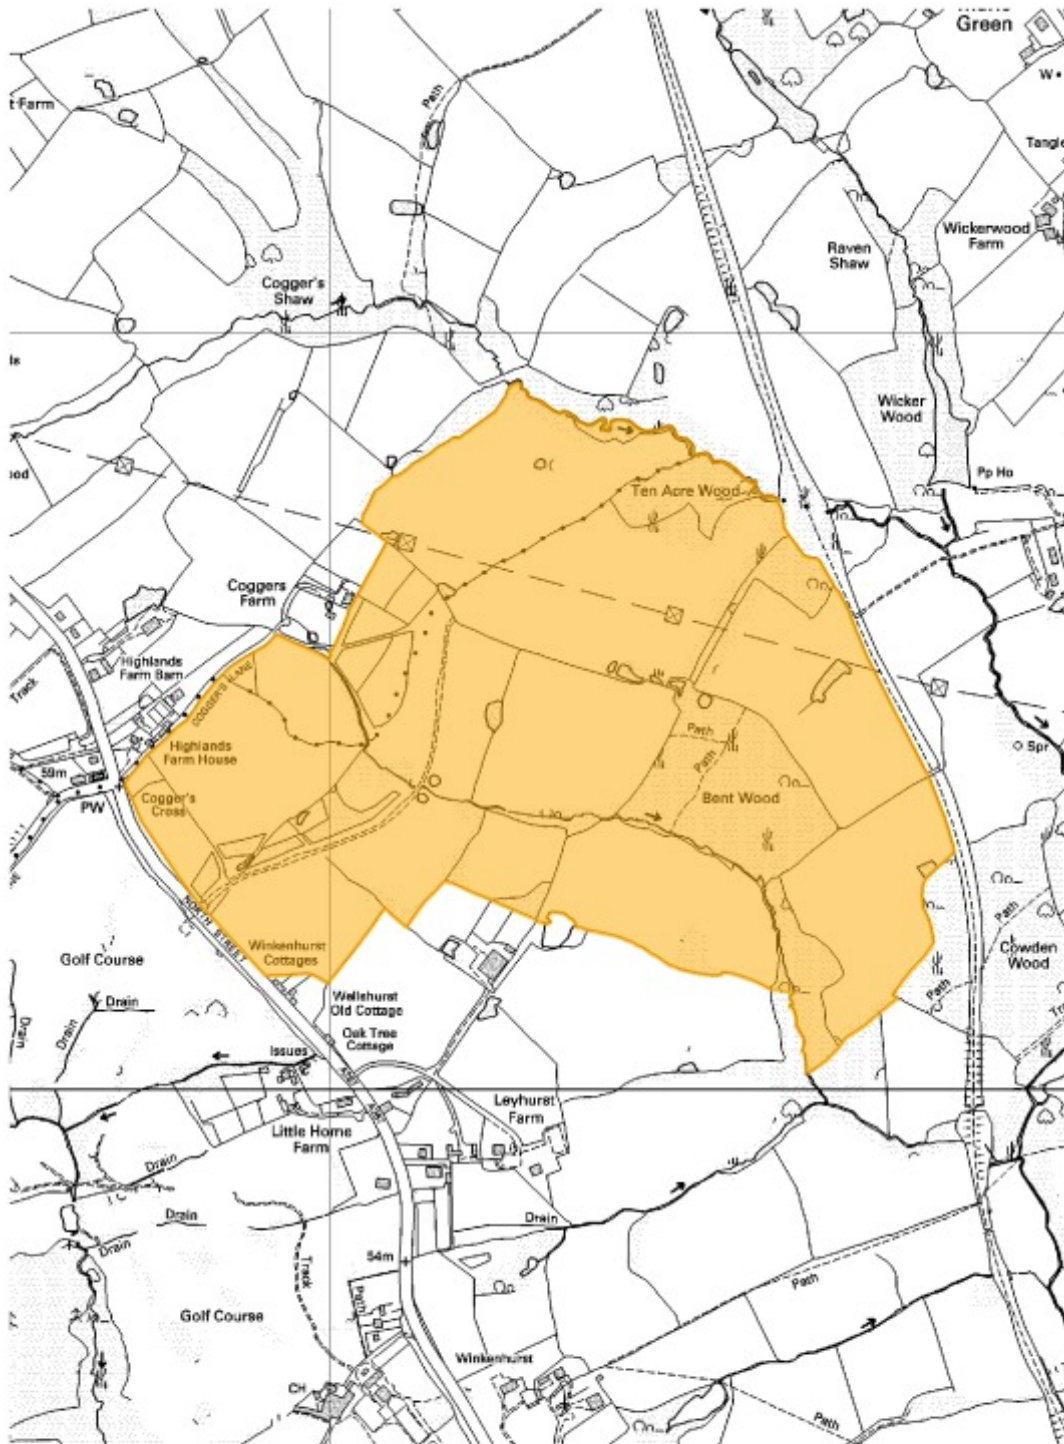 Green
W
t Farm
Path
Tangle
Wickerwood
Farm
Raven
Shaw
Cogger's
Shaw
Wicker
Wood
Pp Ho
Ten Acre Wood
Coggers
Farm
Highlands
Farm Barn
Track
COGGER'S LANE
Highlands
Farm House
59m
PW
Cogger's
Cross
Path
Path
Bent Wood
Spr
NORTH STREET
Winkenhurst
Cottages
Golf Course
Drain
Drain
Drain
Wellshurst
Old Cottage
Oak Tree
Cottage
Issues
Path
Cowden
Wood
Path
Leyhurst
Farm
Little Home
Farm
Drain
Drain
Drain
Drain
54m
Track
Path
Golf Course
Path
Winkenhurst
CH
Path